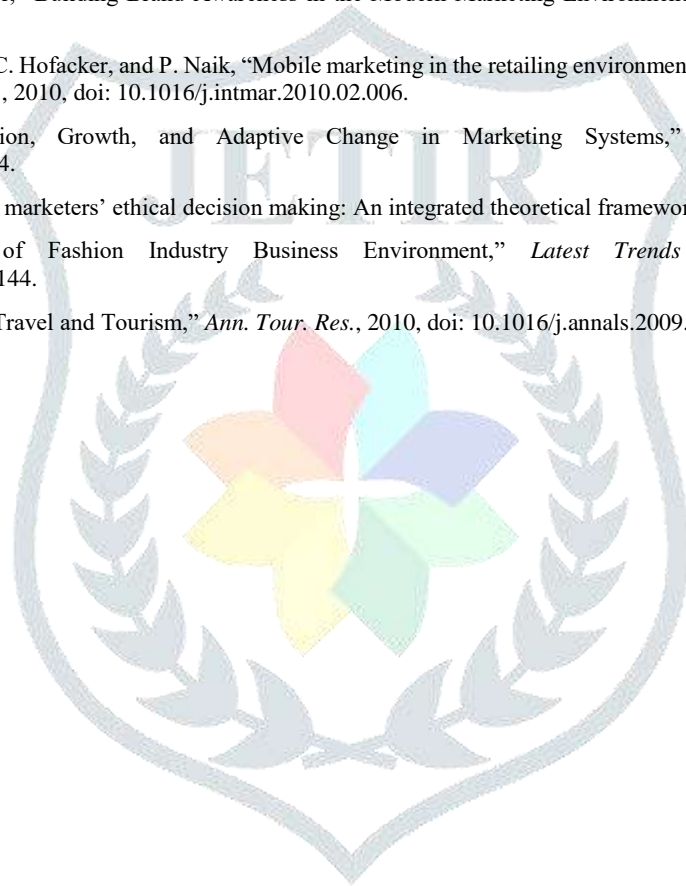 Building Brand Awareness in the Modern Marketing Environment
C. Hofacker, and P. Naik, “Mobile marketing in the retailing environmen
, 2010, doi: 10.1016/j.intmar.2010.02.006.
ion, Growth, and Adaptive Change in Marketing Systems,”
4.
marketers’ ethical decision making: An integrated theoretical framewor
of Fashion Industry Business Environment,” Latest Trends
144.
Travel and Tourism,” Ann. Tour. Res., 2010, doi: 10.1016/j.annals.2009.
JETIR